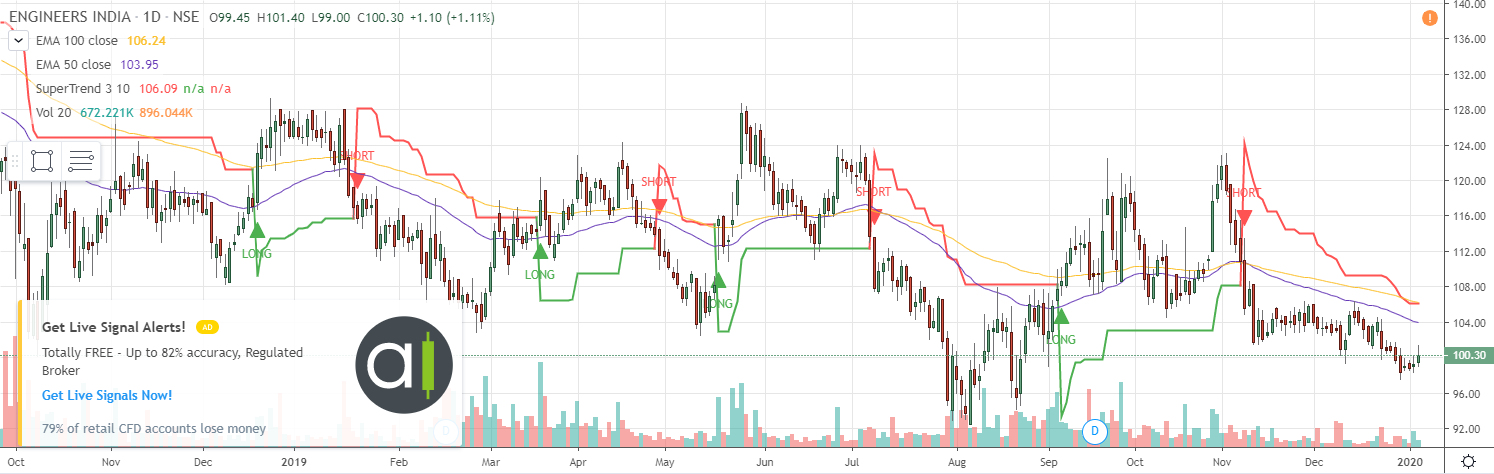 ENGINEERS INDIA · 1D · NSE O99.45 H101.40 L99.00 C100.30 +1.10 (+1.11%)
EMA 100 close 106.24
EMA 50 close 103.95
SuperTrend 3 10 106.09 n/a n/a
Vol 20 672.221K 896.044K
140.00
136.00
132.00
128.00
124.00
120.00
116.00
112.00
108.00
104.00
100.30
96.00
92.00
LONG
SHORT
LONG
SHORT
LONG
SHORT
LONG
SHORT
Get Live Signal Alerts! AD
Totally FREE - Up to 82% accuracy, Regulated
Broker
Get Live Signals Now!
79% of retail CFD accounts lose money
a
D
D
Oct Nov Dec 2019 Feb Mar Apr May Jun Jul Aug Sep Oct Nov Dec 2020